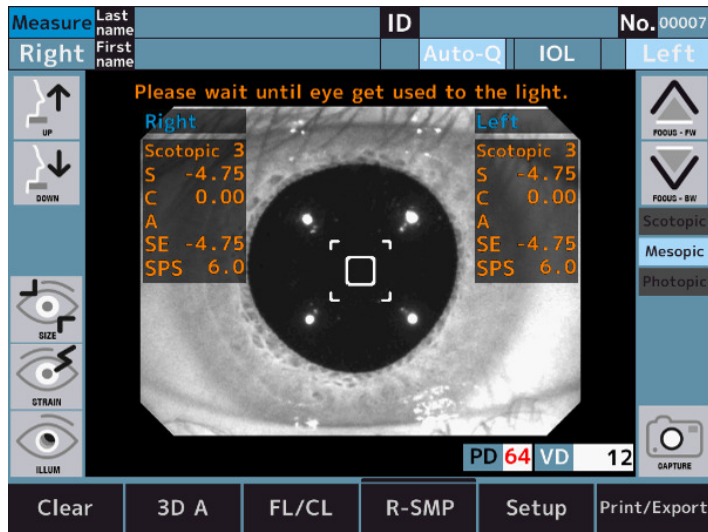 Measure Last name ID No. 00007
Right First name Auto-Q IOL Left
Please wait until eye get used to the light.
UP
DOWN
SIZE
STRAIN
ILLUM
Right
Scotopic 3
S -4.75
C 0.00
A
SE -4.75
SPS 6.0
Left
Scotopic 3
S -4.75
C 0.00
A
SE -4.75
SPS 6.0
FOCUS - FW
FOCUS - BW
Scotopic
Mesopic
Photopic
CAPTURE
PD 64 VD 12
Clear 3D A FL/CL R-SMP Setup Print/Export